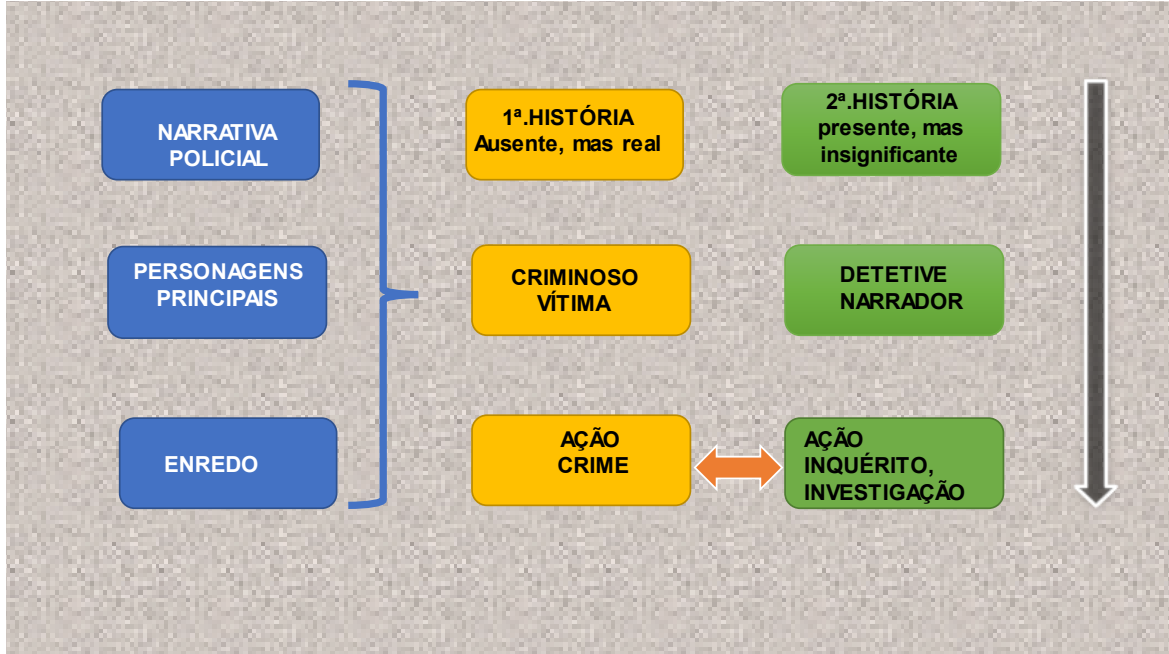 NARRATIVA
POLICIAL
1ª.HISTÓRIA
Ausente, mas real
2ª.HISTÓRIA
presente, mas
insignificante
PERSONAGENS
PRINCIPAIS
CRIMINOSO
VÍTIMA
DETETIVE
NARRADOR
ENREDO
AÇÃO
CRIME
AÇÃO
INQUÉRITO,
INVESTIGAÇÃO